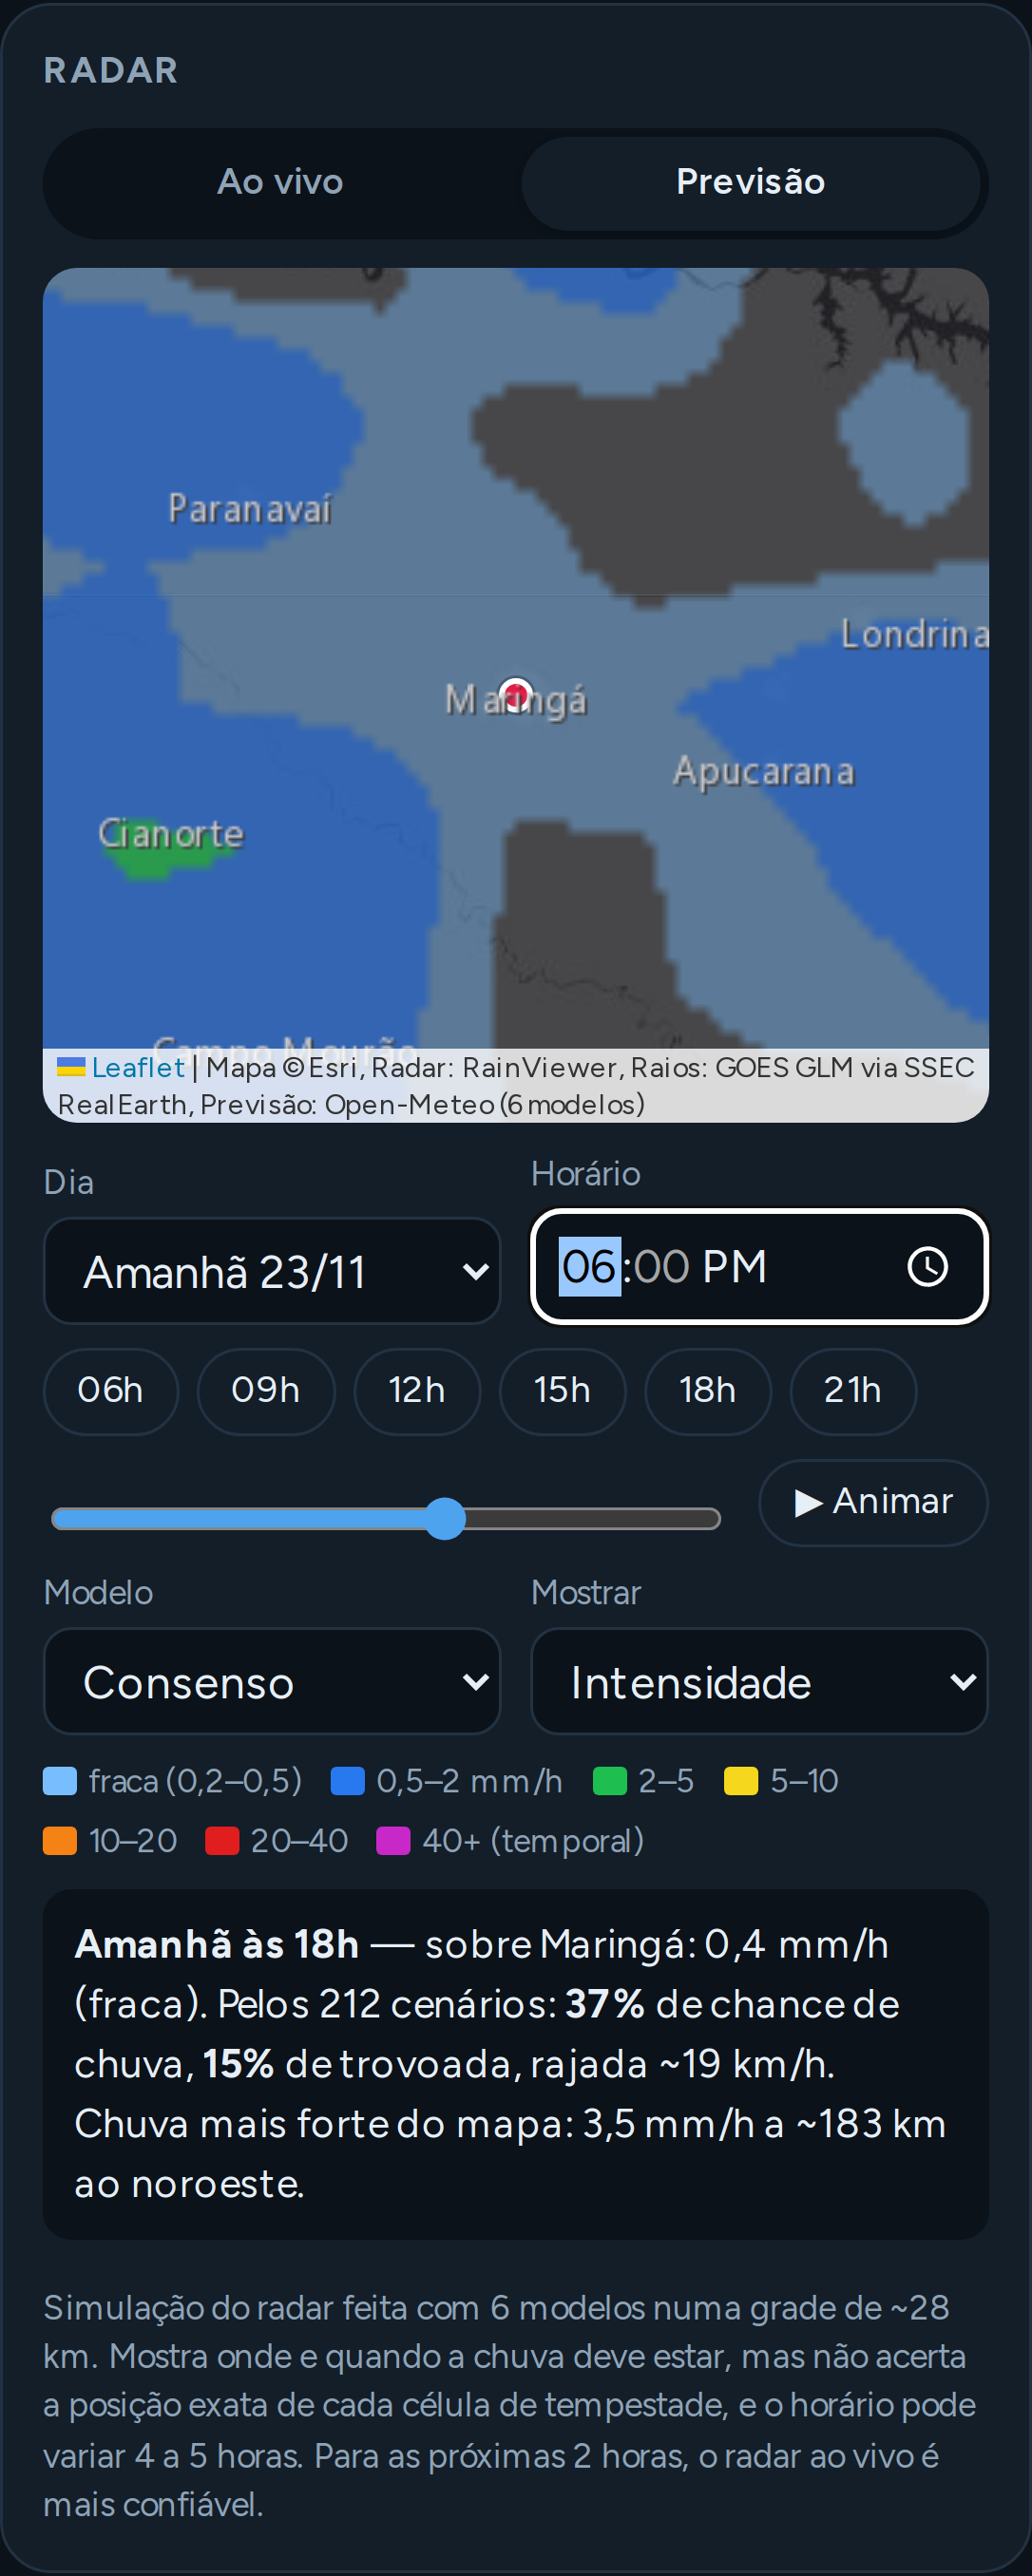 RADAR
Ao vivo
Previsão
Paranavaí
Londrina
Maringá
Apucarana
Cianorte
Campo Mourão
Leaflet | Mapa © Esri, Radar: RainViewer, Raios: GOES GLM via SSEC
RealEarth, Previsão: Open-Meteo (6 modelos)
Dia
Horário
Amanhã 23/11
06:00 PM
06h 09h 12h 15h 18h 21h
▶ Animar
Modelo
Mostrar
Consenso
Intensidade
fraca (0,2–0,5) 0,5–2 mm/h 2–5 5–10
10–20 20–40 40+ (temporal)
Amanhã às 18h — sobre Maringá: 0,4 mm/h
(fraca). Pelos 212 cenários: 37% de chance de
chuva, 15% de trovoada, rajada ~19 km/h.
Chuva mais forte do mapa: 3,5 mm/h a ~183 km
ao noroeste.
Simulação do radar feita com 6 modelos numa grade de ~28
km. Mostra onde e quando a chuva deve estar, mas não acerta
a posição exata de cada célula de tempestade, e o horário pode
variar 4 a 5 horas. Para as próximas 2 horas, o radar ao vivo é
mais confiável.